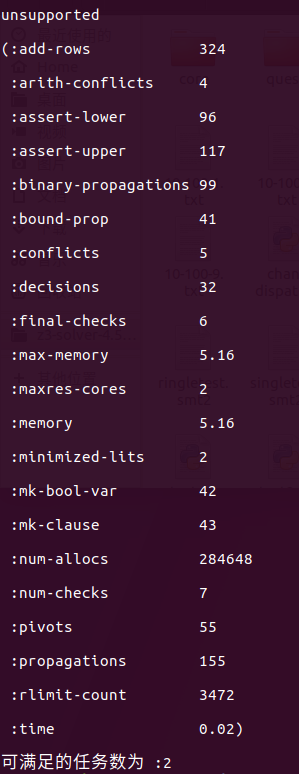 unsupported
(:add-rows 324
:arith-conflicts 4
:assert-lower 96
:assert-upper 117
:binary-propagations 99
:bound-prop 41
:conflicts 5
:decisions 32
:final-checks 6
:max-memory 5.16
:maxres-cores 2
:memory 5.16
:minimized-lits 2
:mk-bool-var 42
:mk-clause 43
:num-allocs 284648
:num-checks 7
:pivots 55
:propagations 155
:rlimit-count 3472
:time 0.02)
可满足的任务数为 :2